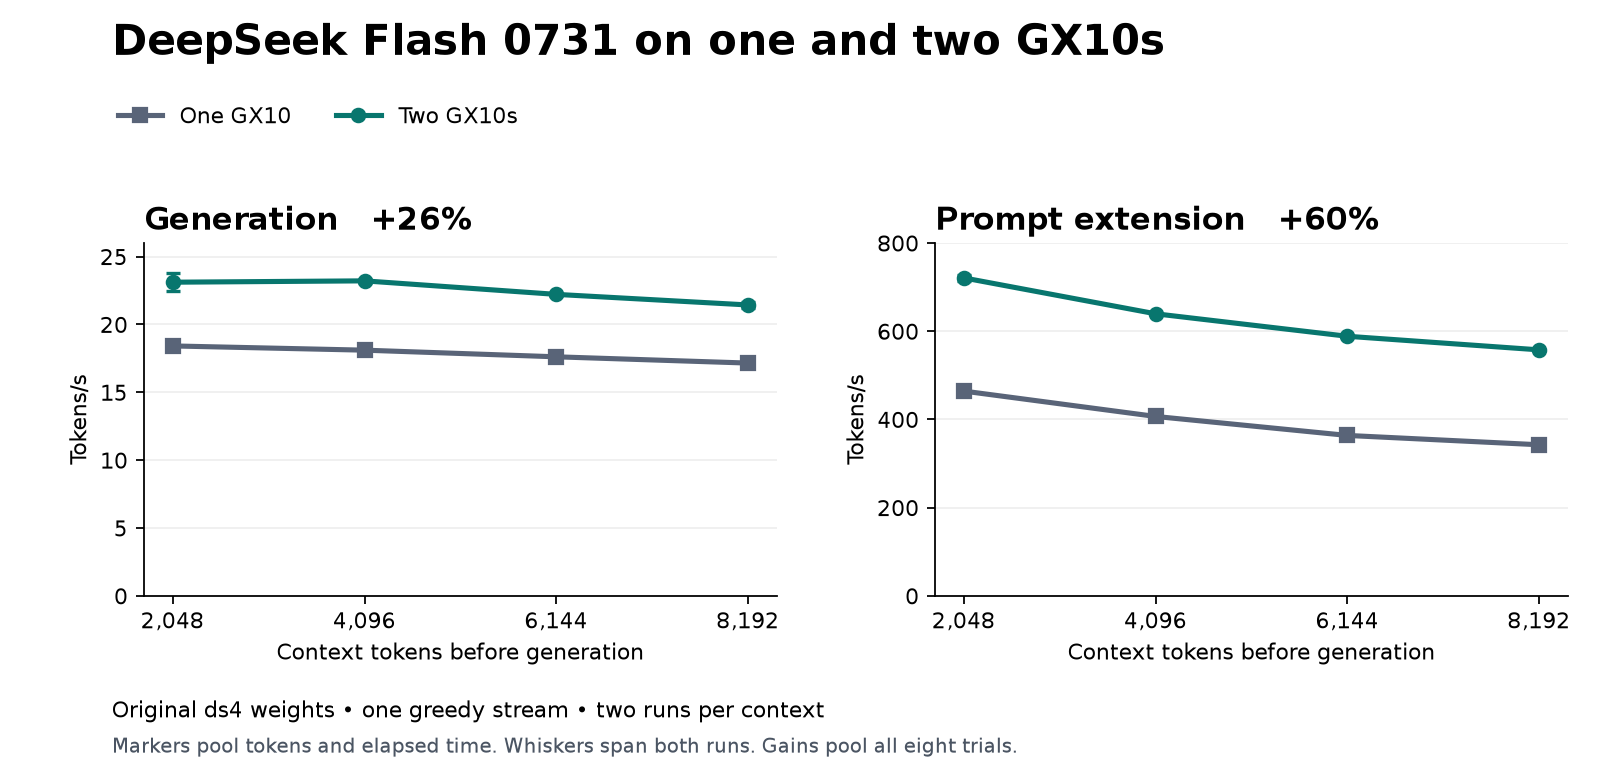 DeepSeek Flash 0731 on one and two GX10s
One GX10 Two GX10s
Generation +26%
25
20
15
10
5
0
Tokens/s
2,048 4,096 6,144 8,192
Context tokens before generation
Prompt extension +60%
800
600
400
200
0
Tokens/s
2,048 4,096 6,144 8,192
Context tokens before generation
Original ds4 weights • one greedy stream • two runs per context
Markers pool tokens and elapsed time. Whiskers span both runs. Gains pool all eight trials.